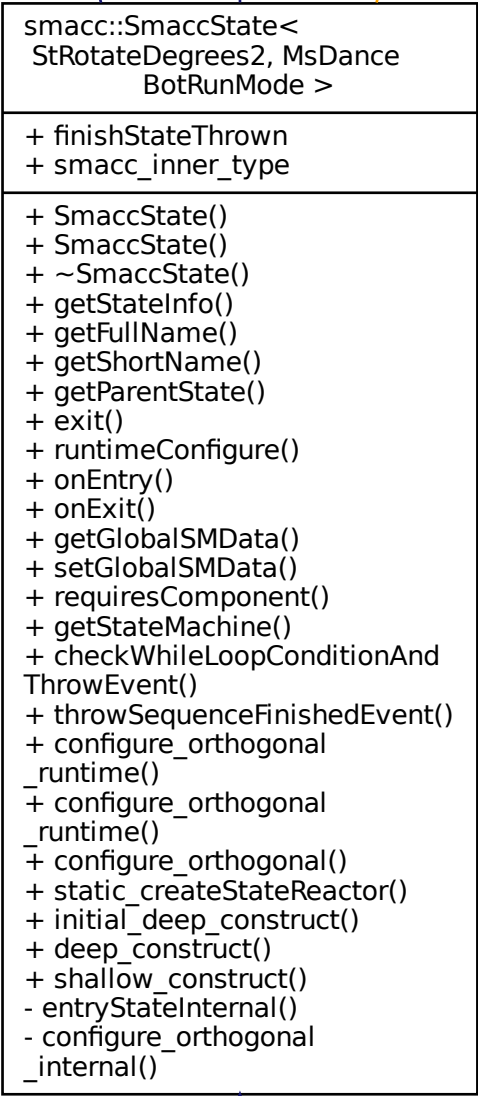 smacc::SmaccState<
StRotateDegrees2, MsDance
BotRunMode >
+ finishStateThrown
+ smacc_inner_type
+ SmaccState()
+ SmaccState()
+ ~SmaccState()
+ getStateInfo()
+ getFullName()
+ getShortName()
+ getParentState()
+ exit()
+ runtimeConfigure()
+ onEntry()
+ onExit()
+ getGlobalSMData()
+ setGlobalSMData()
+ requiresComponent()
+ getStateMachine()
+ checkWhileLoopConditionAnd
ThrowEvent()
+ throwSequenceFinishedEvent()
+ configure_orthogonal
_runtime()
+ configure_orthogonal
_runtime()
+ configure_orthogonal()
+ static_createStateReactor()
+ initial_deep_construct()
+ deep_construct()
+ shallow_construct()
- entryStateInternal()
- configure_orthogonal
_internal()